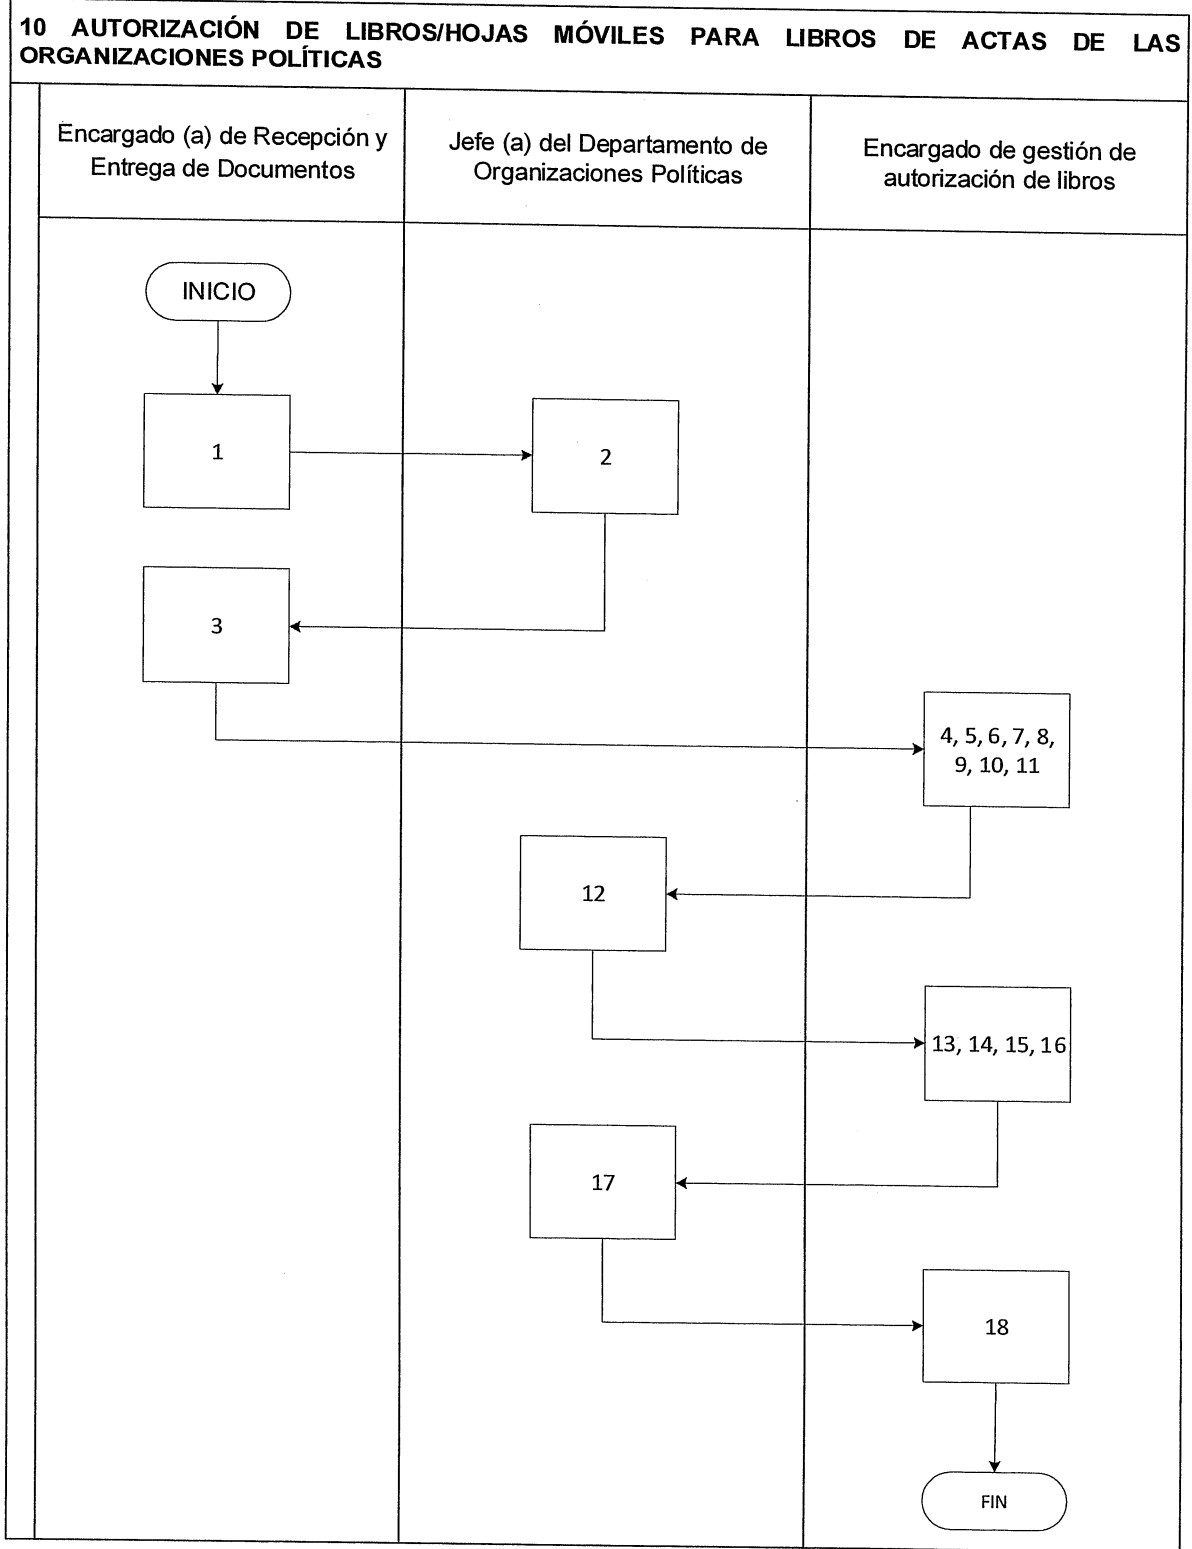 10 AUTORIZACIÓN DE LIBROS/HOJAS MÓVILES PARA LIBROS DE ACTAS DE LAS
ORGANIZACIONES POLÍTICAS
Encargado (a) de Recepción y
Entrega de Documentos
Jefe (a) del Departamento de
Organizaciones Políticas
Encargado de gestión de
autorización de libros
INICIO
1
2
3
4, 5, 6, 7, 8,
9, 10, 11
12
13, 14, 15, 16
17
18
FIN